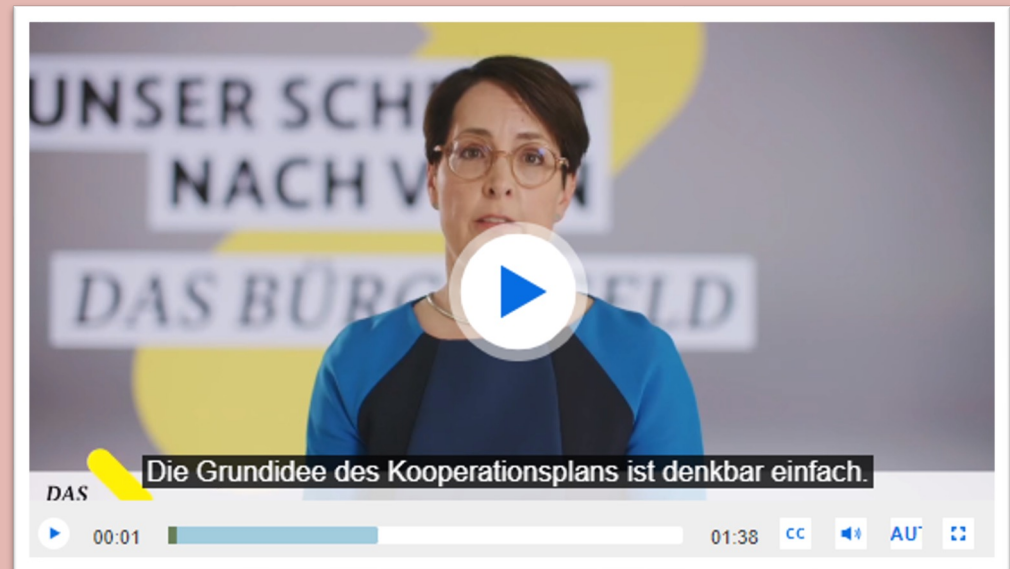 UNSER SCH T
NACH V N
DAS BÜRG ELD
Die Grundidee des Kooperationsplans ist denkbar einfach.
DAS
00:01
01:38
CC
AUT